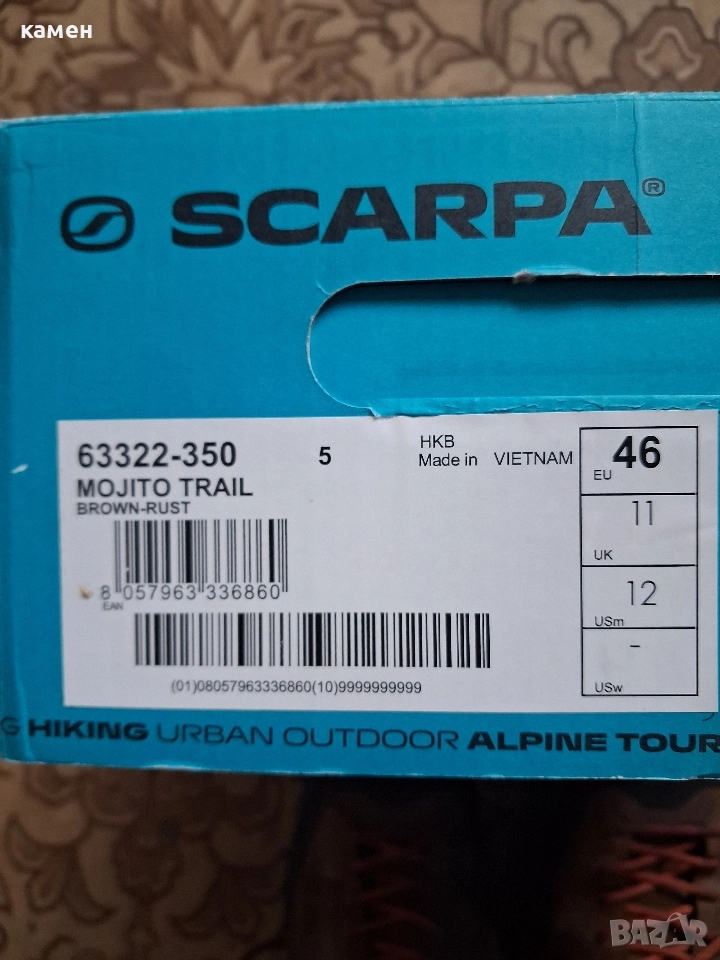 камен
SCARPA®
63322-350 5 HKB
Made in VIETNAM
MOJITO TRAIL
BROWN-RUST
8 057963 336860
EAN
(01)08057963336860(10)9999999999
EU 46
UK 11
USm 12
USw -
G HIKING URBAN OUTDOOR ALPINE TOUR
BAZAR